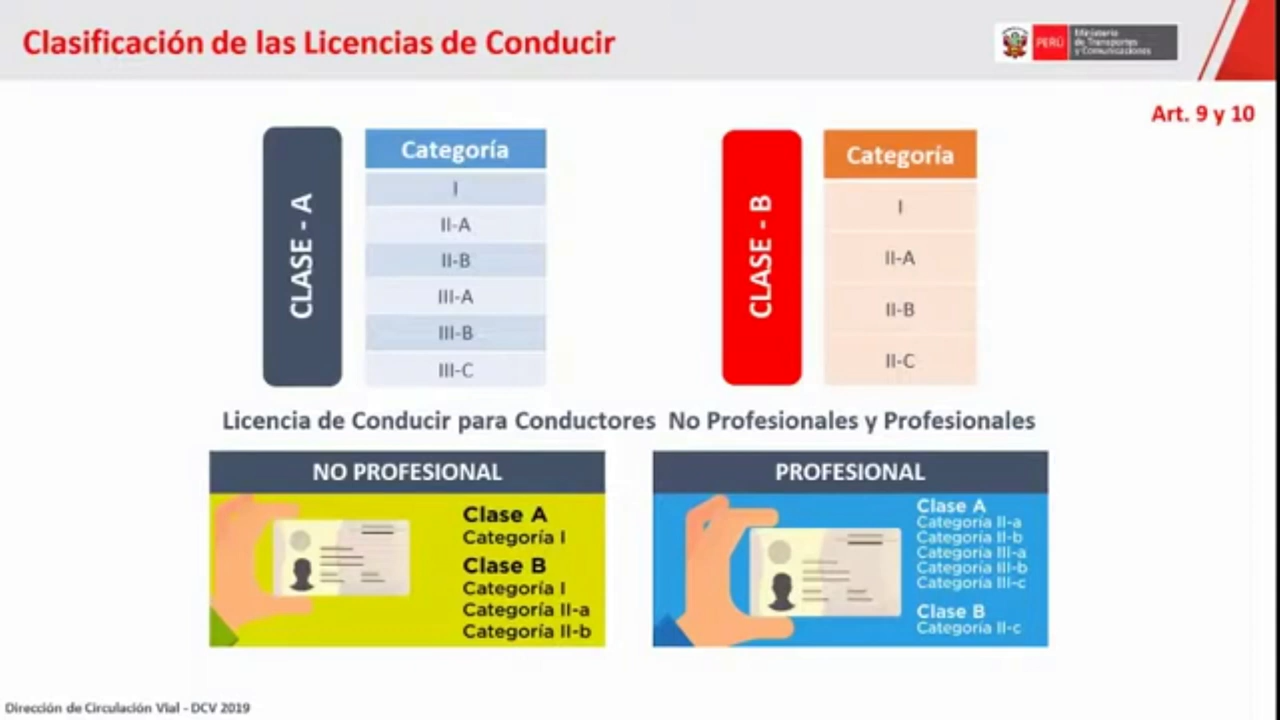 Clasificación de las Licencias de Conducir
PERÚ
Ministerio
de Transportes
y Comunicaciones
Art. 9 y 10
CLASE - A
Categoría
I
II-A
II-B
III-A
III-B
III-C
CLASE - B
Categoría
I
II-A
II-B
II-C
Licencia de Conducir para Conductores No Profesionales y Profesionales
NO PROFESIONAL
Clase A
Categoría I
Clase B
Categoría I
Categoría II-a
Categoría II-b
PROFESIONAL
Clase A
Categoría II-a
Categoría II-b
Categoría III-a
Categoría III-b
Categoría III-c
Clase B
Categoría II-c
Dirección de Circulación Vial - DCV 2019